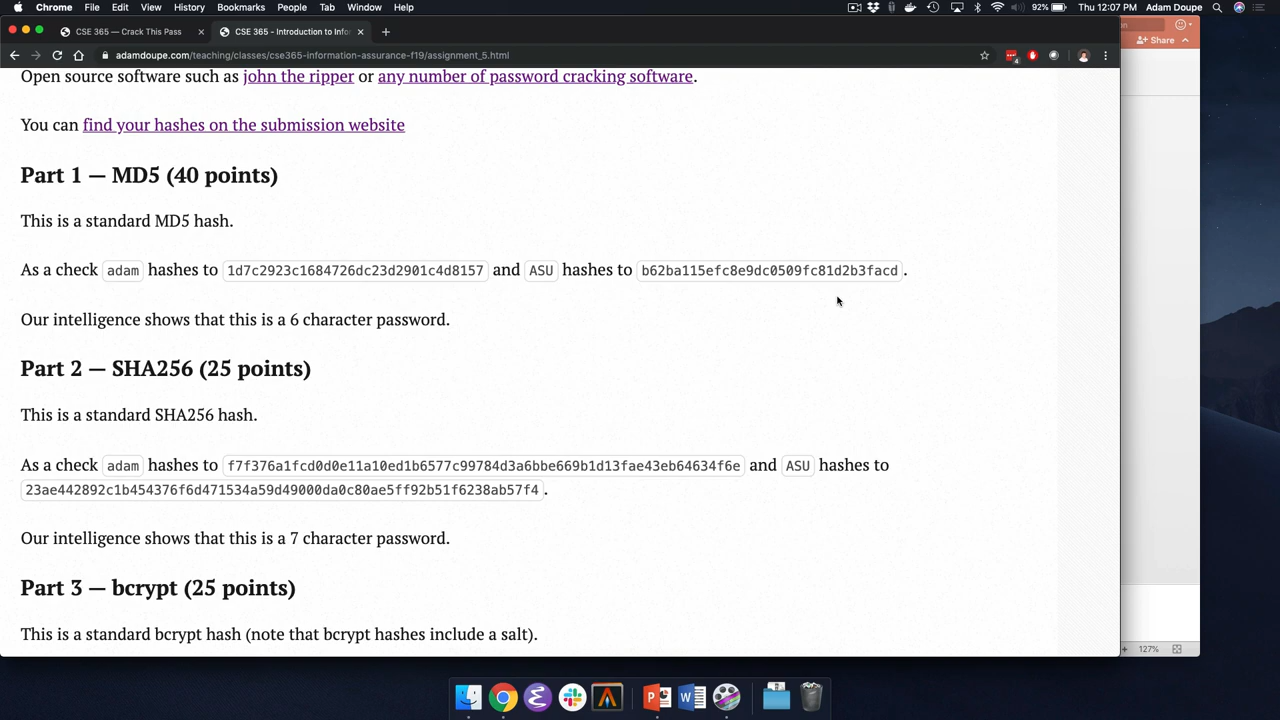 Chrome File Edit View History Bookmarks People Tab Window Help 92% Thu 12:07 PM Adam Doupe
CSE 365 — Crack This Pass
CSE 365 - Introduction to Infor
adamdoupe.com/teaching/classes/cse365-information-assurance-f19/assignment_5.html
Share
Open source software such as john the ripper or any number of password cracking software.
You can find your hashes on the submission website
Part 1 — MD5 (40 points)
This is a standard MD5 hash.
As a check adam hashes to 1d7c2923c1684726dc23d2901c4d8157 and ASU hashes to b62ba115efc8e9dc0509fc81d2b3facd.
Our intelligence shows that this is a 6 character password.
Part 2 — SHA256 (25 points)
This is a standard SHA256 hash.
As a check adam hashes to f7f376a1fcd0d0e11a10ed1b6577c99784d3a6bbe669b1d13fae43eb64634f6e and ASU hashes to
23ae442892c1b454376f6d471534a59d49000da0c80ae5ff92b51f6238ab57f4.
Our intelligence shows that this is a 7 character password.
Part 3 — bcrypt (25 points)
This is a standard bcrypt hash (note that bcrypt hashes include a salt).
127%